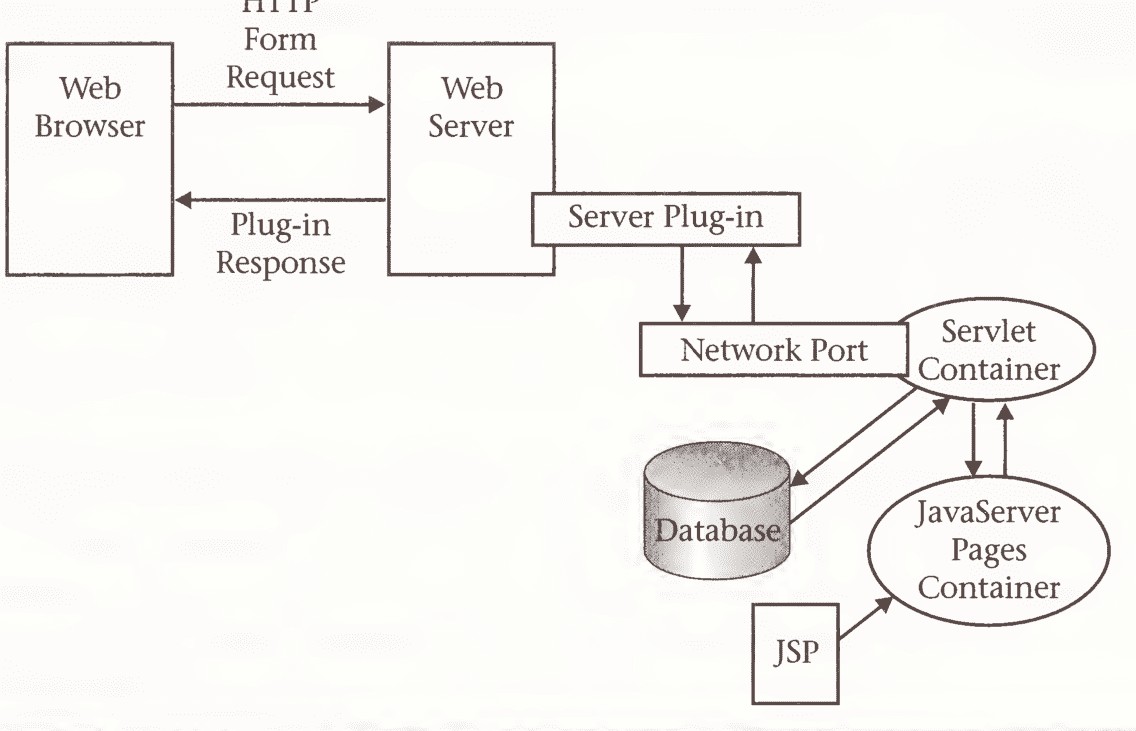 HTTP
Form
Request
Web
Browser
Web
Server
Plug-in
Response
Server Plug-in
Network Port
Servlet
Container
Database
JavaServer
Pages
Container
JSP